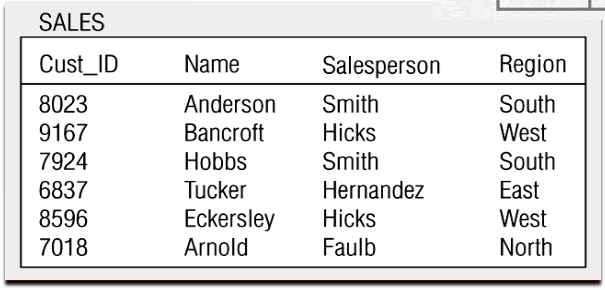 SALES
Cust_ID Name Salesperson Region
8023 Anderson Smith South
9167 Bancroft Hicks West
7924 Hobbs Smith South
6837 Tucker Hernandez East
8596 Eckersley Hicks West
7018 Arnold Faulb North